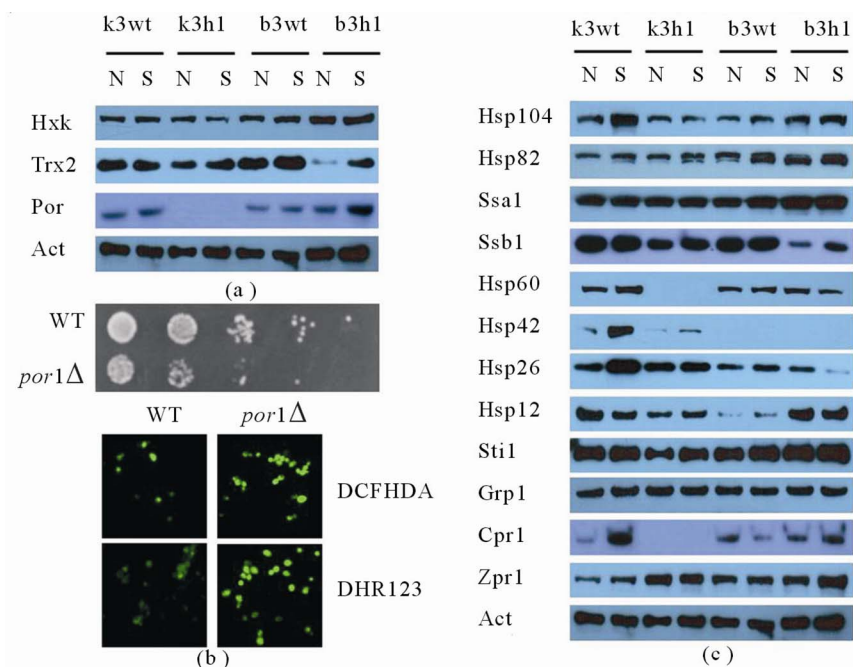 k3wt k3h1 b3wt b3h1
N S N S N S N S
Hxk
Trx2
Por
Act
(a)
WT
por1Δ
WT por1Δ
DCFHDA
DHR123
(b)
k3wt k3h1 b3wt b3h1
N S N S N S N S
Hsp104
Hsp82
Ssa1
Ssb1
Hsp60
Hsp42
Hsp26
Hsp12
Sti1
Grp1
Cpr1
Zpr1
Act
(c)